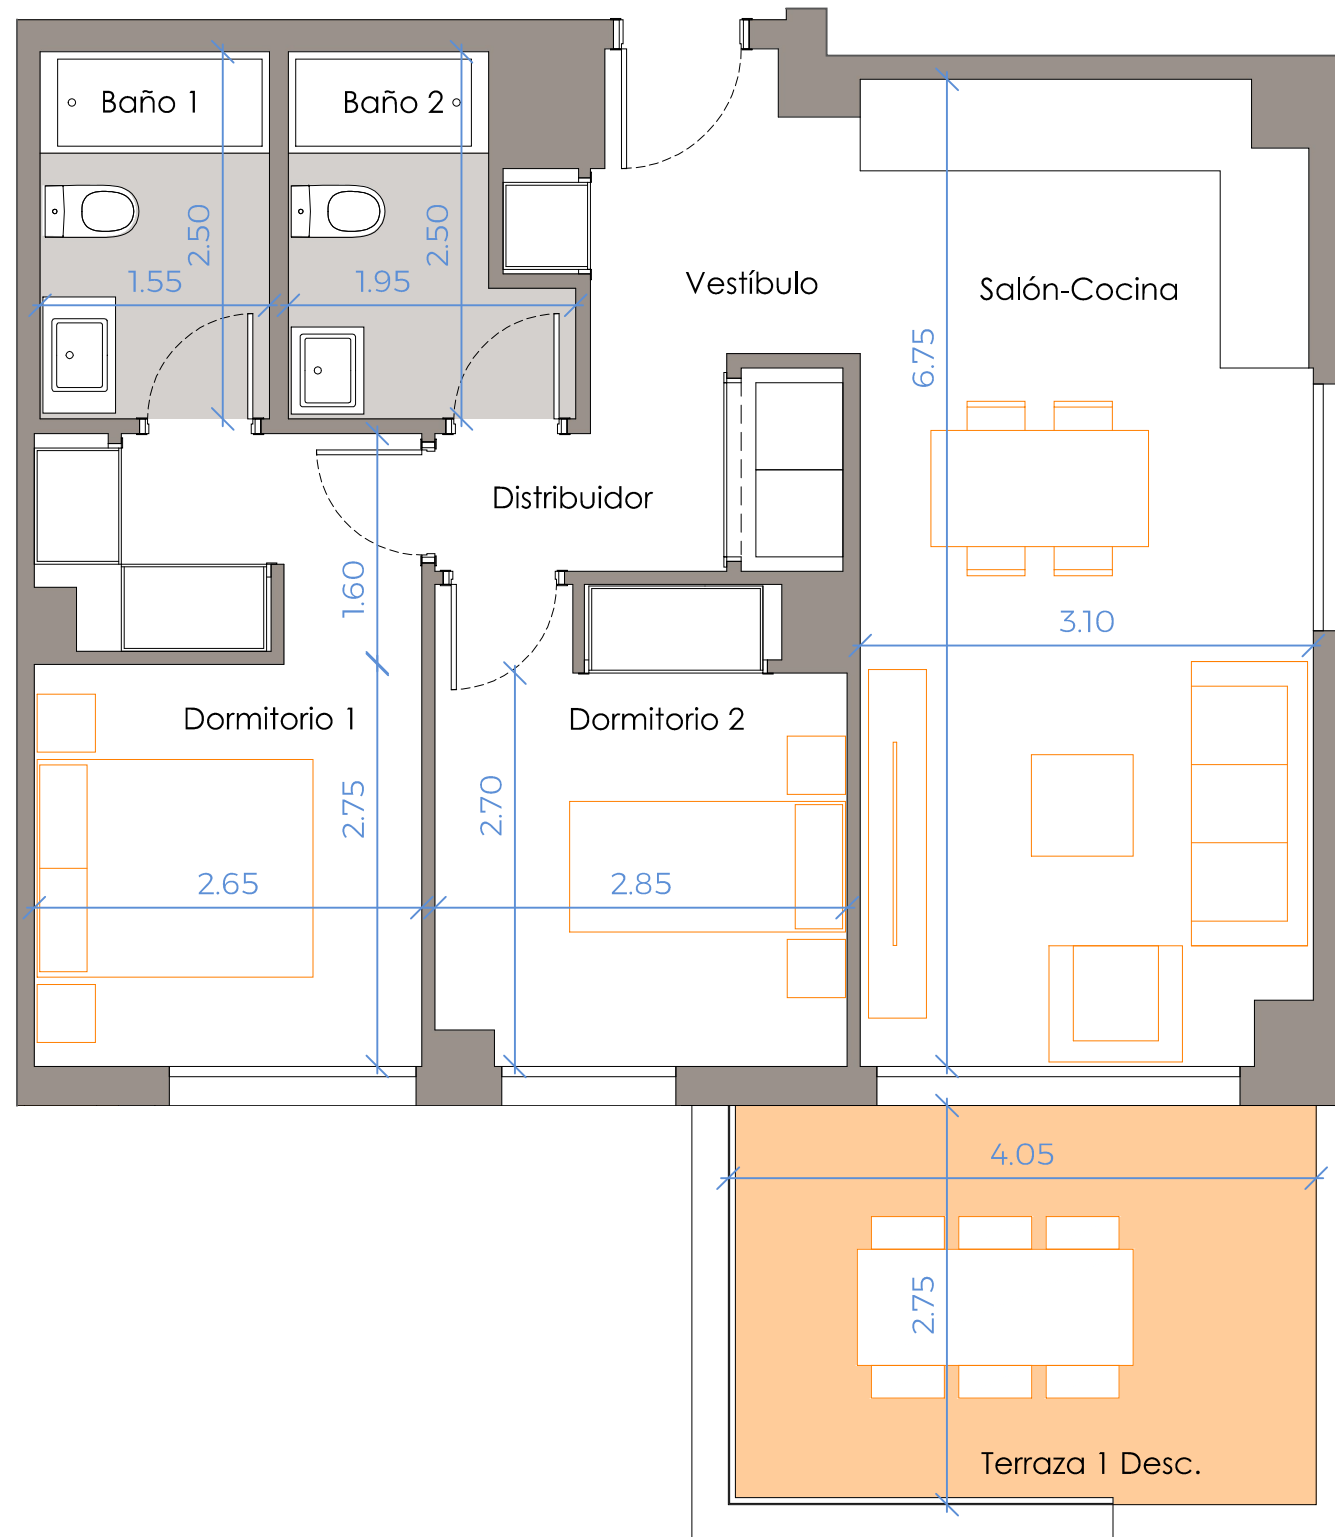 Baño 1
Baño 2
2.50
2.50
1.55
1.95
Vestíbulo
Salón-Cocina
6.75
Distribuidor
1.60
3.10
Dormitorio 1
Dormitorio 2
2.75
2.70
2.65
2.85
4.05
2.75
Terraza 1 Desc.